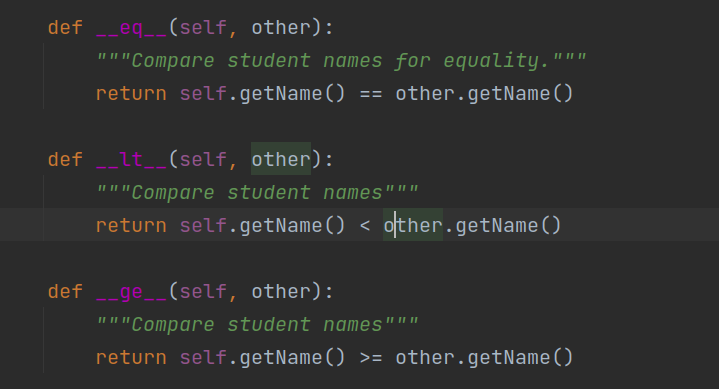 def __eq__(self, other):
"""Compare student names for equality."""
return self.getName() == other.getName()
def __lt__(self, other):
"""Compare student names"""
return self.getName() < other.getName()
def __ge__(self, other):
"""Compare student names"""
return self.getName() >= other.getName()